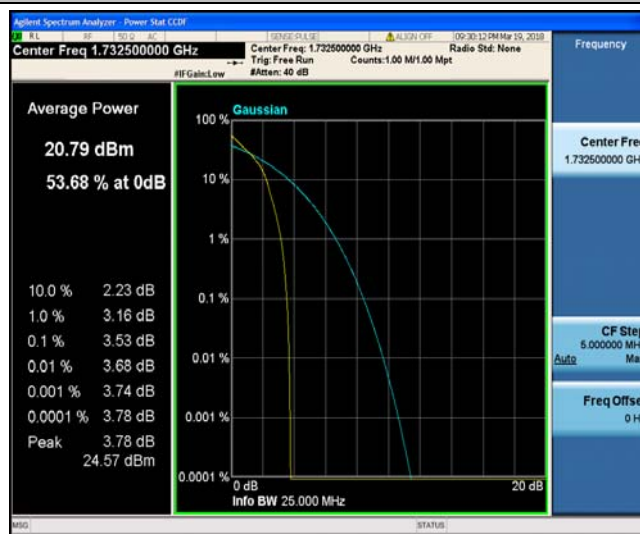 Agilent Spectrum Analyzer - Power Stat CCDF
RL RF 50 Ω AC SENSE:PULSE ALIGN OFF 09:30:12 PM Mar 19, 2018
Center Freq 1.732500000 GHz
Center Freq: 1.732500000 GHz Radio Std: None
Trig: Free Run Counts:1.00 M/1.00 Mpt
#IFGain:Low #Atten: 40 dB
Frequency
Average Power
20.79 dBm
53.68 % at 0dB
10.0 % 2.23 dB
1.0 % 3.16 dB
0.1 % 3.53 dB
0.01 % 3.68 dB
0.001 % 3.74 dB
0.0001 % 3.78 dB
Peak 3.78 dB
24.57 dBm
Gaussian
100 %
10 %
1 %
0.1 %
0.01 %
0.001 %
0.0001 %
0 dB 20 dB
Info BW 25.000 MHz
Center Fre
1.732500000 GH
CF Step
5.000000 MH
Auto Ma
Freq Offse
0 H
MSG STATUS